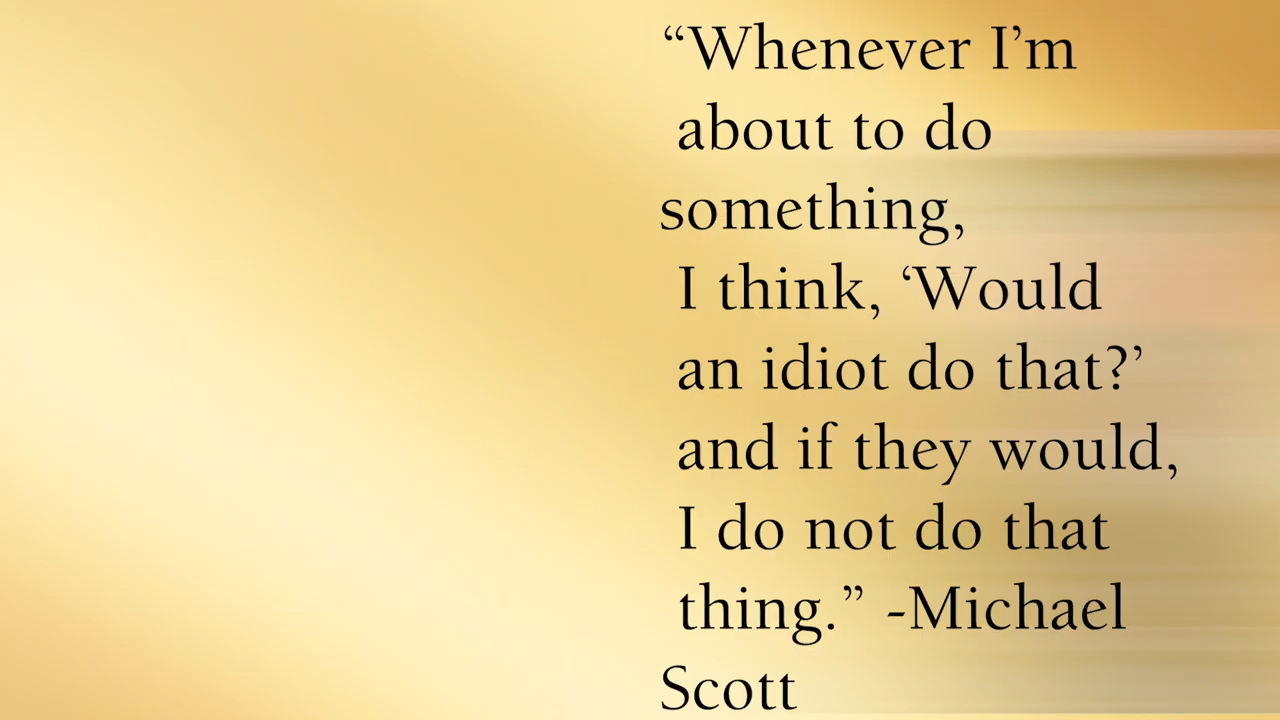 “Whenever I’m
about to do
something,
I think, ‘Would
an idiot do that?’
and if they would,
I do not do that
thing.” -Michael
Scott